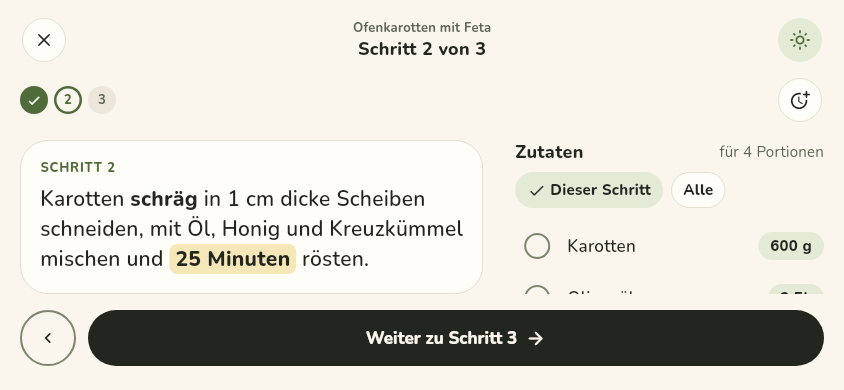 Ofenkarotten mit Feta
Schritt 2 von 3
2
3
SCHRITT 2
Karotten schräg in 1 cm dicke Scheiben
schneiden, mit Öl, Honig und Kreuzkümmel
mischen und 25 Minuten rösten.
Zutaten
für 4 Portionen
Dieser Schritt
Alle
Karotten
600 g
Weiter zu Schritt 3